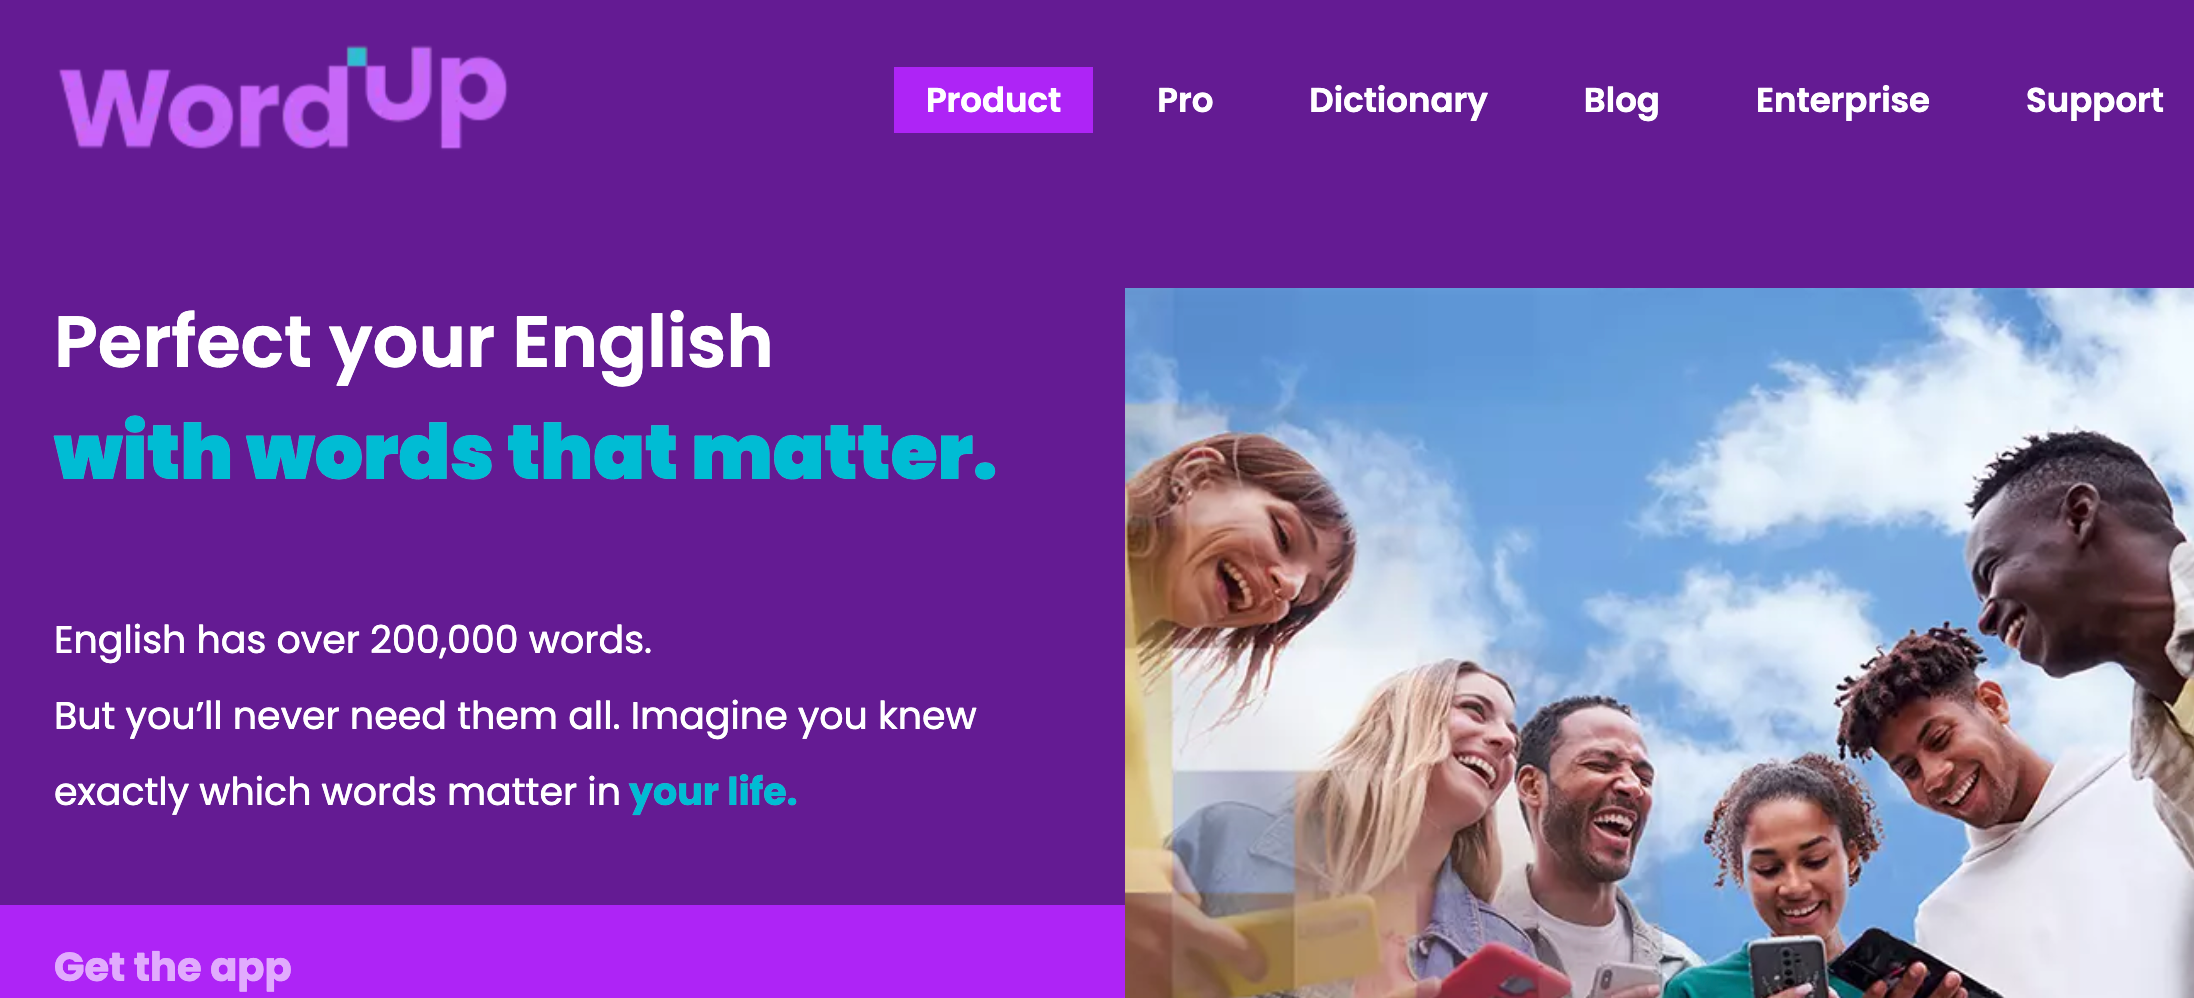 WordUp
Product
Pro
Dictionary
Blog
Enterprise
Support
Perfect your English
with words that matter.
English has over 200,000 words.
But you’ll never need them all. Imagine you knew
exactly which words matter in your life.
Get the app